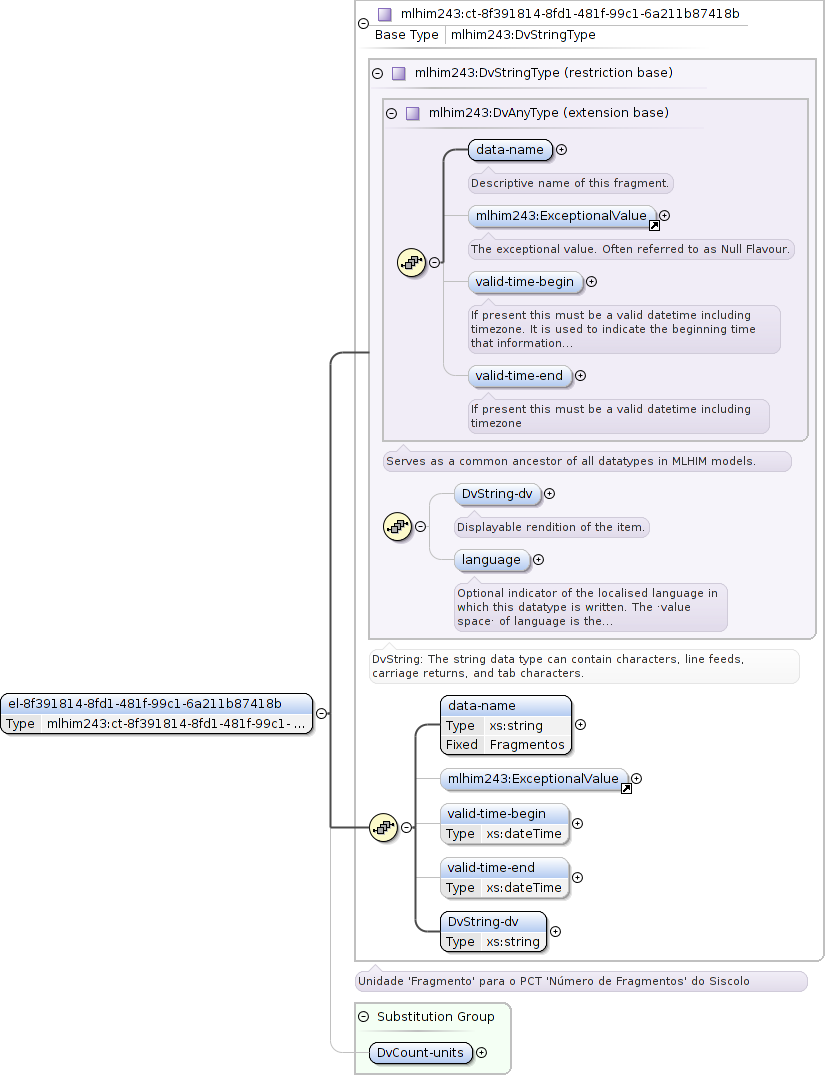 mlhim243:ct-8f391814-8fd1-481f-99c1-6a211b87418b
Base Type mlhim243:DvStringType
mlhim243:DvStringType (restriction base)
mlhim243:DvAnyType (extension base)
data-name
Descriptive name of this fragment.
mlhim243:ExceptionalValue
The exceptional value. Often referred to as Null Flavour.
valid-time-begin
If present this must be a valid datetime including
timezone. It is used to indicate the beginning time
that information...
valid-time-end
If present this must be a valid datetime including
timezone
Serves as a common ancestor of all datatypes in MLHIM models.
DvString-dv
Displayable rendition of the item.
language
Optional indicator of the localised language in
which this datatype is written. The ·value
space· of language is the...
DvString: The string data type can contain characters, line feeds,
carriage returns, and tab characters.
el-8f391814-8fd1-481f-99c1-6a211b87418b
Type mlhim243:ct-8f391814-8fd1-481f-99c1- ...
data-name
Type xs:string
Fixed Fragmentos
mlhim243:ExceptionalValue
valid-time-begin
Type xs:dateTime
valid-time-end
Type xs:dateTime
DvString-dv
Type xs:string
Unidade 'Fragmento' para o PCT 'Número de Fragmentos' do Siscolo
Substitution Group
DvCount-units